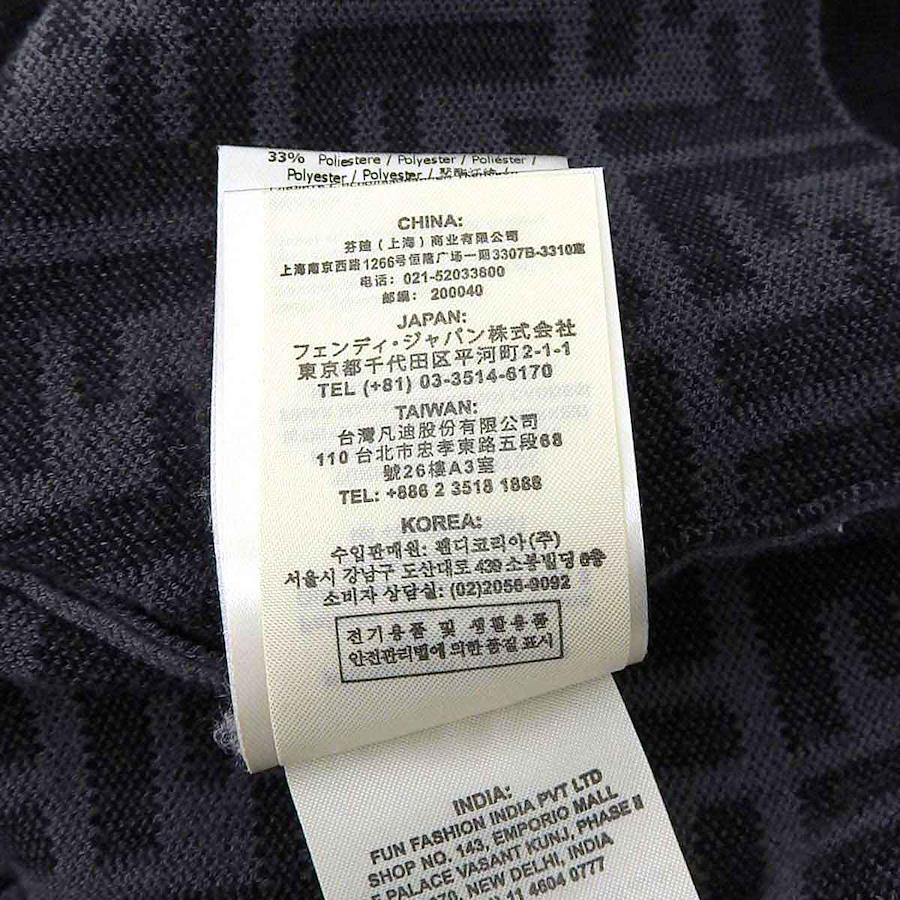 33% Poliestere / Polyester / Poliéster /
Polyester / Polyester /
CHINA:
芬迪（上海）商业有限公司
上海南京西路1266号恒隆广场一期3307B-3310室
电话： 021-52033800
邮编： 200040
JAPAN:
フェンディ・ジャパン株式会社
東京都千代田区平河町2-1-1
TEL (+81) 03-3514-6170
TAIWAN:
台灣凡迪股份有限公司
110 台北市忠孝東路五段68
號26樓A3室
TEL: +886 2 3518 1888
KOREA:
수입판매원: 펜디코리아(주)
서울시 강남구 도산대로 439 소봉빌딩 6층
소비자 상담실: (02)2056-9092
전기용품 및 생활용품
안전관리법에 의한 품질 표시
INDIA:
FUN FASHION INDIA PVT LTD
SHOP NO. 143, EMPORIO MALL
PALACE VASANT KUNJ, PHASE II
70, NEW DELHI, INDIA
11 4604 0777